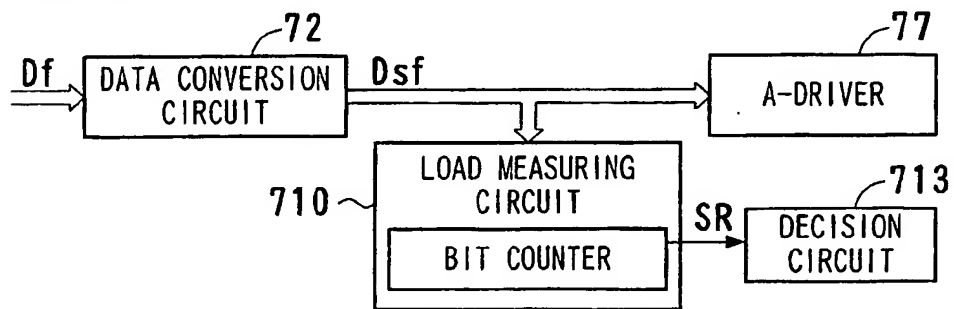 72
77
Df
DATA CONVERSION
CIRCUIT
Dsf
A-DRIVER
710
LOAD MEASURING
CIRCUIT
BIT COUNTER
SR
713
DECISION
CIRCUIT